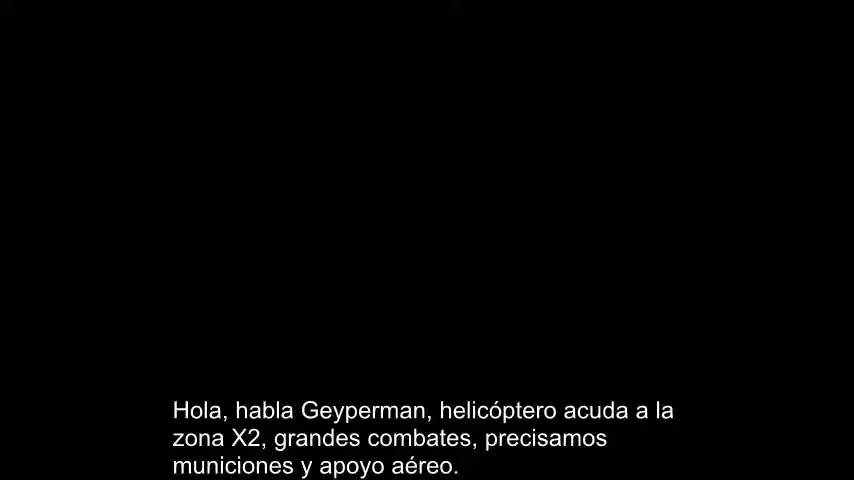 Hola, habla Geyperman, helicóptero acuda a la
zona X2, grandes combates, precisamos
municiones y apoyo aéreo.